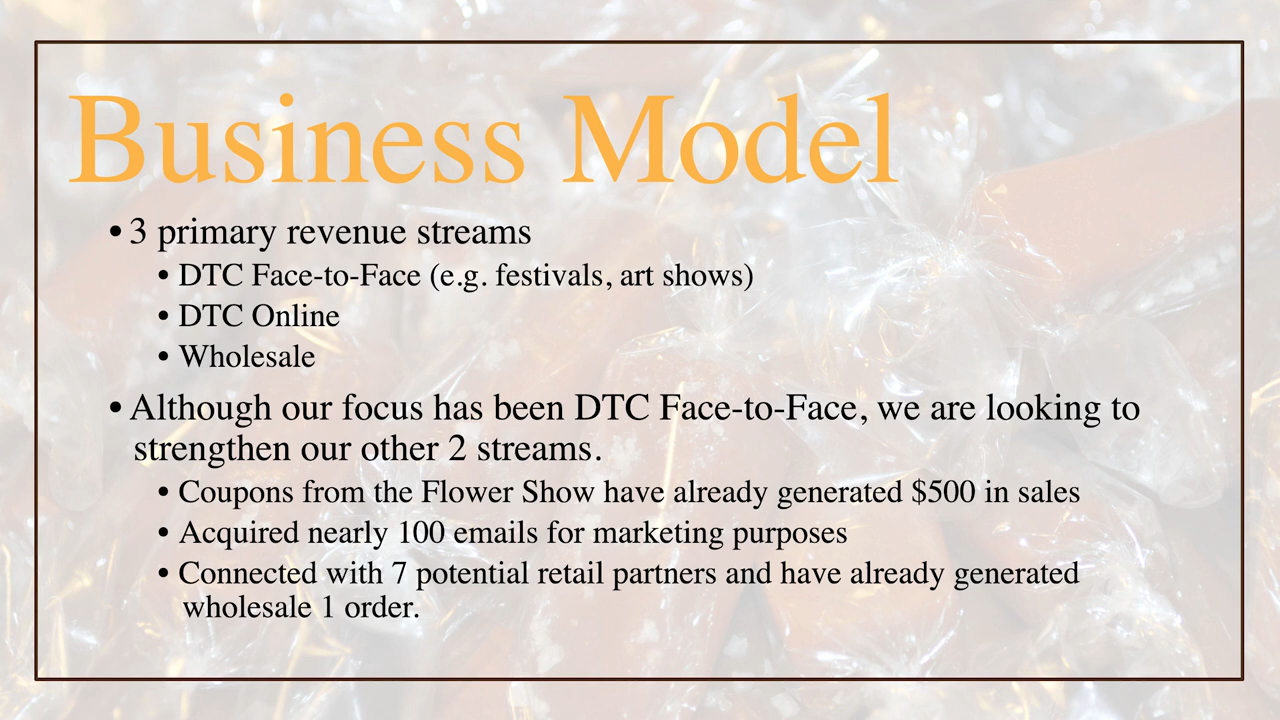 Business Model
• 3 primary revenue streams
• DTC Face-to-Face (e.g. festivals, art shows)
• DTC Online
• Wholesale
• Although our focus has been DTC Face-to-Face, we are looking to
strengthen our other 2 streams.
• Coupons from the Flower Show have already generated $500 in sales
• Acquired nearly 100 emails for marketing purposes
• Connected with 7 potential retail partners and have already generated
wholesale 1 order.